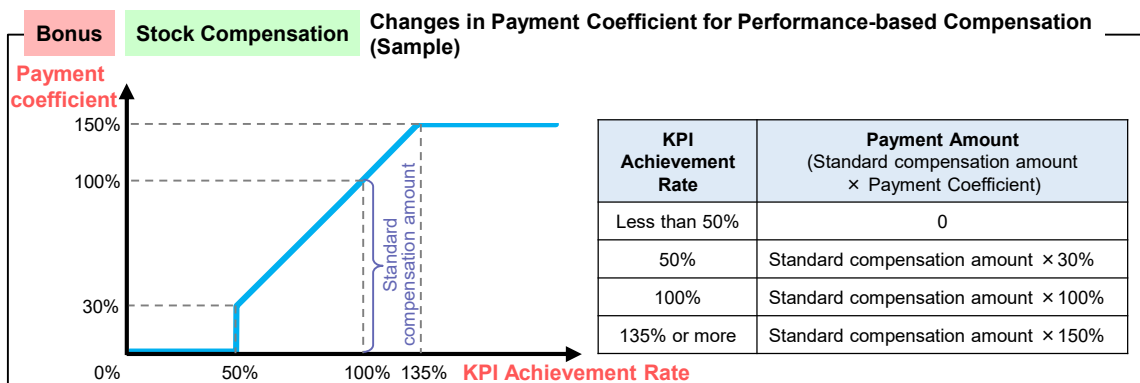 Bonus
Stock Compensation
Changes in Payment Coefficient for Performance-based Compensation
(Sample)
Payment
coefficient
150%
100%
30%
Standard
compensation amount
0%
50%
100%
135%
KPI Achievement Rate
KPI
Achievement
Rate
Payment Amount
(Standard compensation amount
× Payment Coefficient)
Less than 50%
0
50%
Standard compensation amount ×30%
100%
Standard compensation amount ×100%
135% or more
Standard compensation amount ×150%